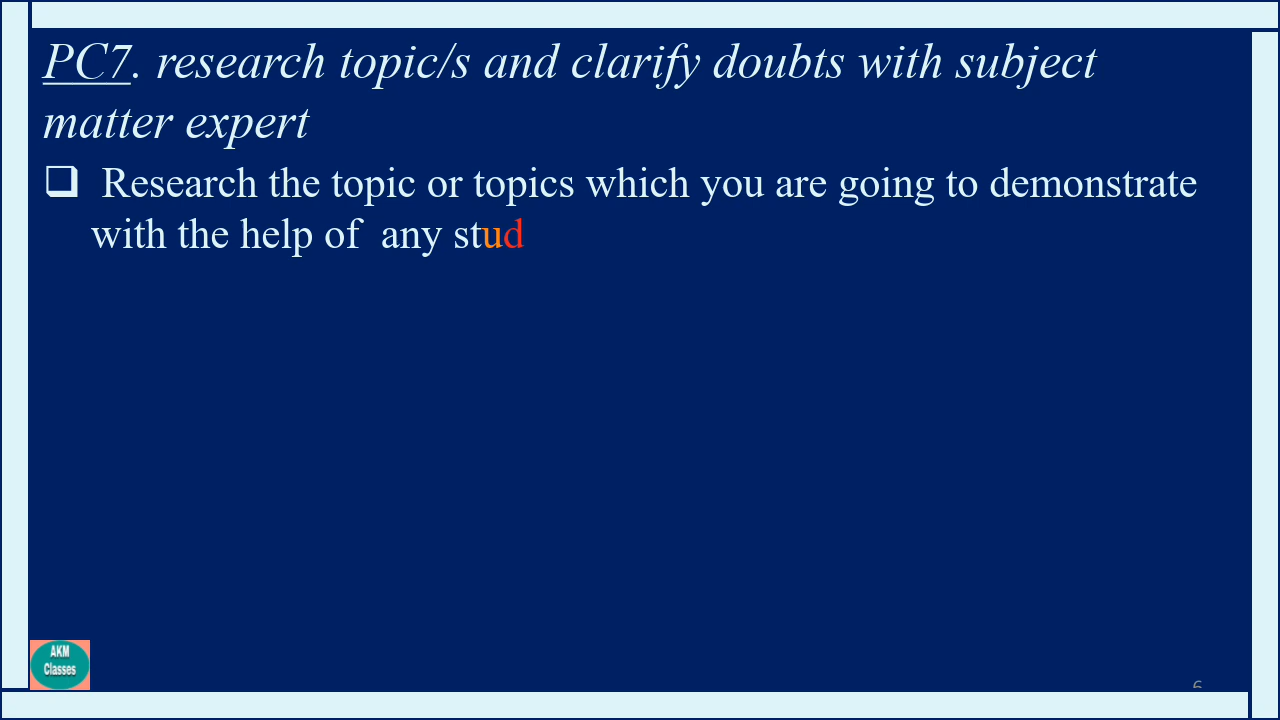 PC7. research topic/s and clarify doubts with subject
matter expert
❑ Research the topic or topics which you are going to demonstrate
with the help of any stud
AKM
Classes
6